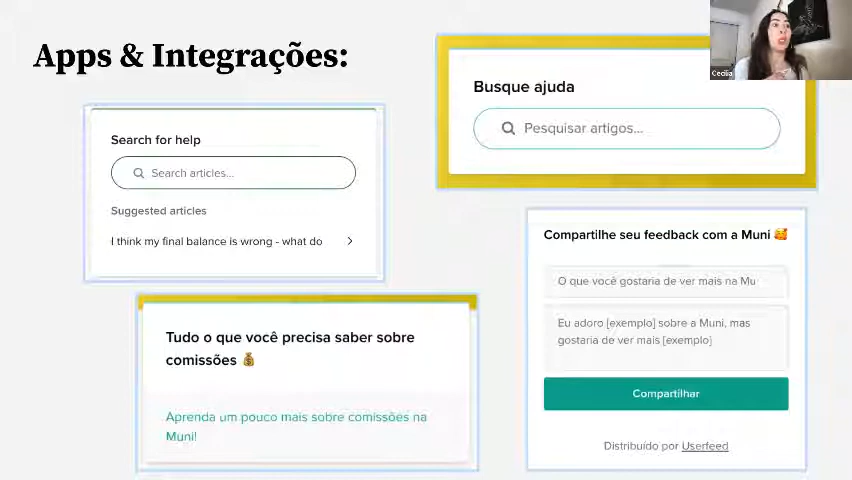 Apps & Integrações:
Cecilia
Search for help
Search articles...
Suggested articles
I think my final balance is wrong - what do
Busque ajuda
Pesquisar artigos...
Tudo o que você precisa saber sobre
comissões 💰
Aprenda um pouco mais sobre comissões na
Muni!
Compartilhe seu feedback com a Muni 🥰
O que você gostaria de ver mais na Mu
Eu adoro [exemplo] sobre a Muni, mas
gostaria de ver mais [exemplo]
Compartilhar
Distribuído por Userfeed